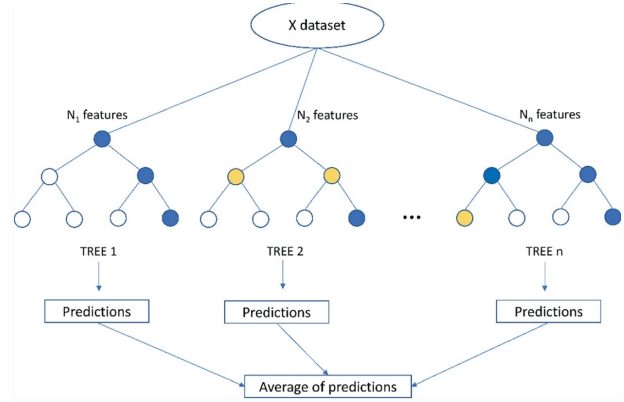 X dataset
N₁ features
N₂ features
Nₙ features
...
TREE 1
TREE 2
TREE n
Predictions
Predictions
Predictions
Average of predictions